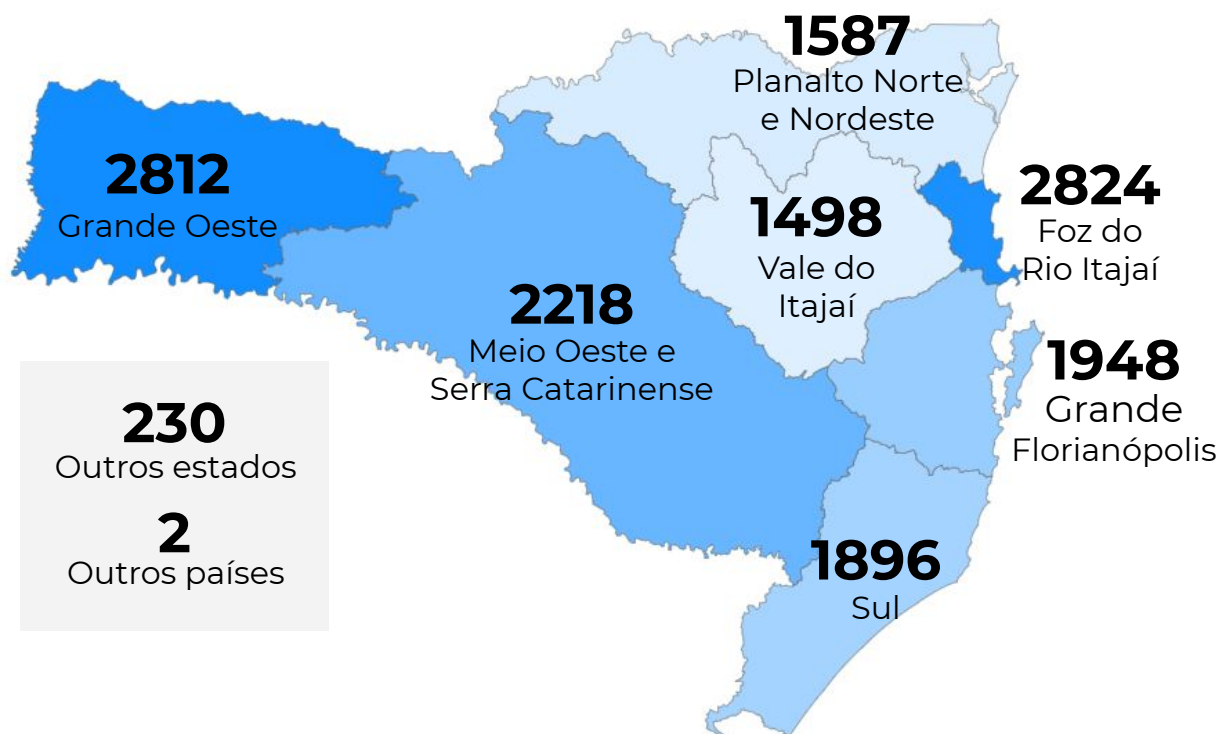 1587
Planalto Norte
e Nordeste
2812
Grande Oeste
2824
Foz do
Rio Itajaí
1498
Vale do
Itajaí
2218
Meio Oeste e
Serra Catarinense
1948
Grande
Florianópolis
230
Outros estados
2
Outros países
1896
Sul